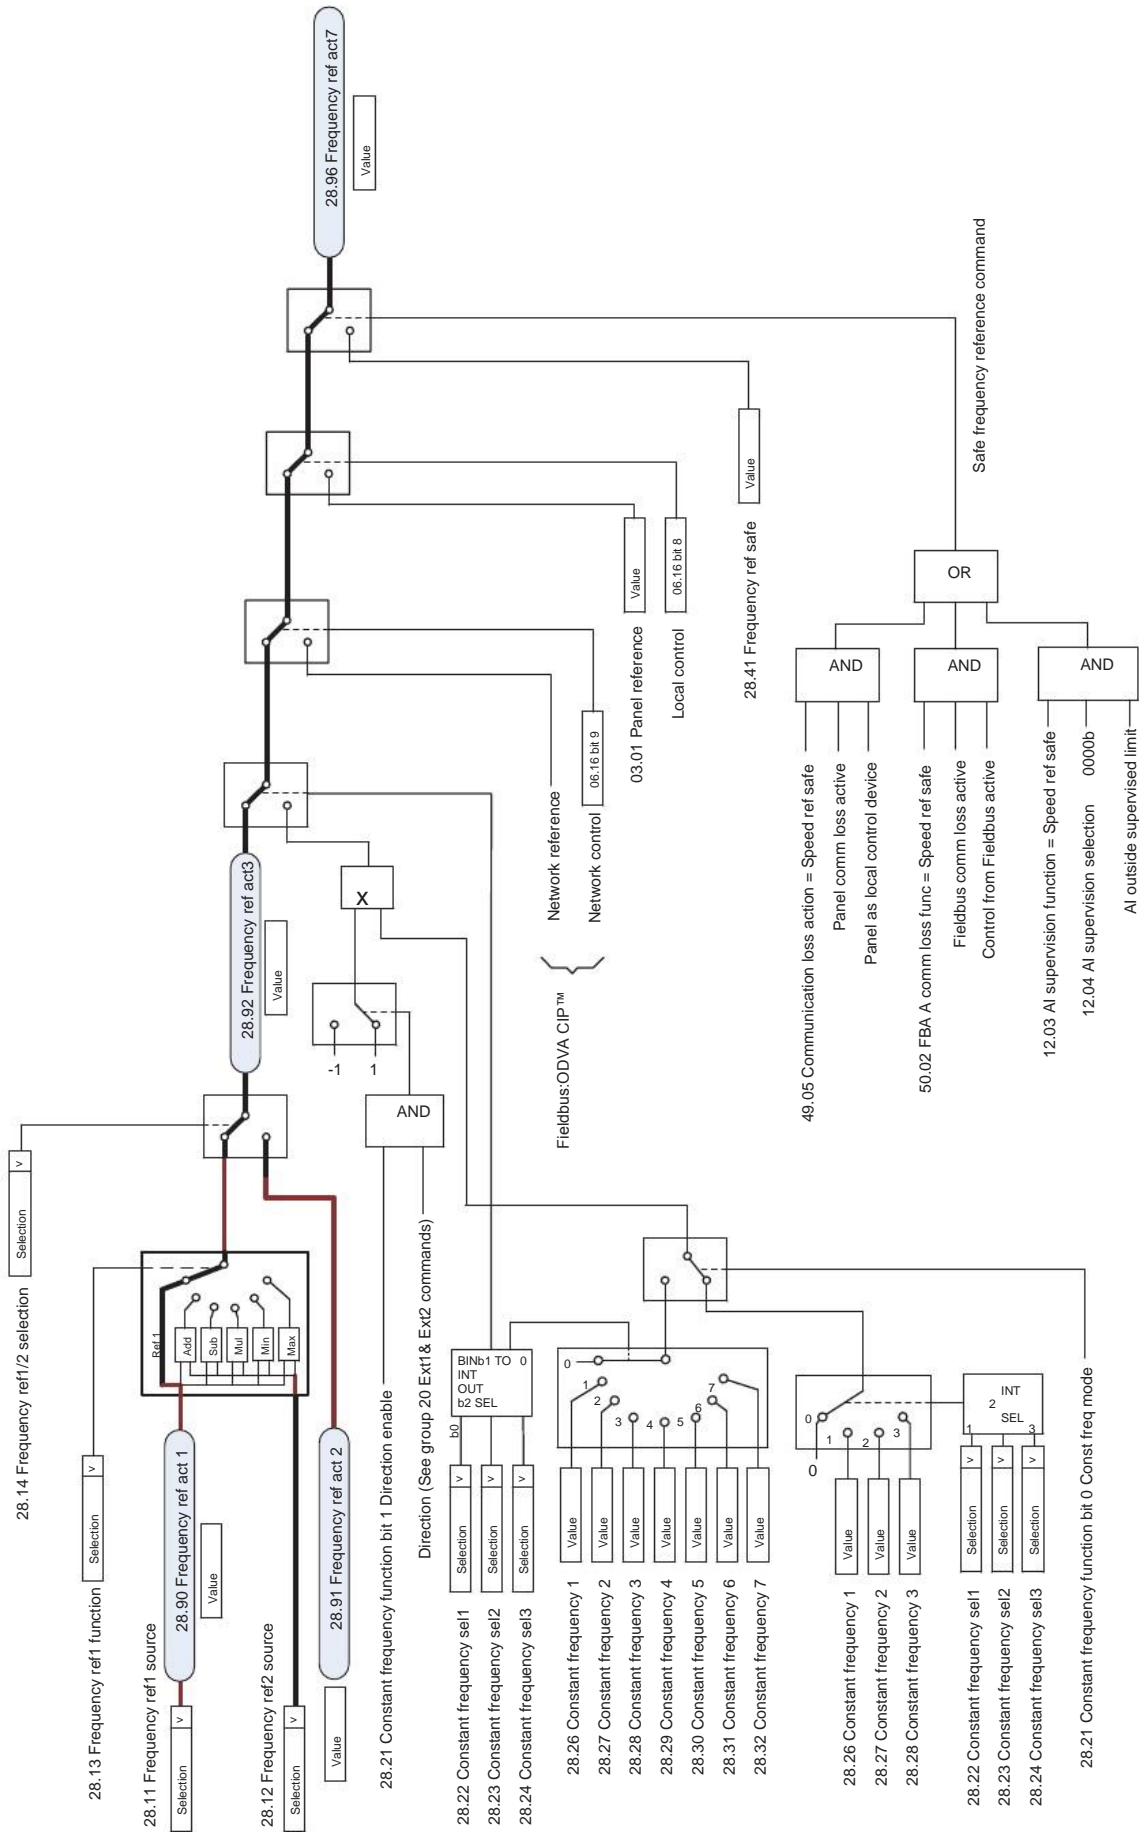 28.14 Frequency ref1/2 selection
Selection
v
28.13 Frequency ref1 function
Selection
v
28.11 Frequency ref1 source
Selection
v
28.90 Frequency ref act 1
Value
28.12 Frequency ref2 source
Selection
v
28.91 Frequency ref act 2
Value
Ref 1
Add
Sub
Mul
Min
Max
28.92 Frequency ref act3
Value
28.96 Frequency ref act7
Value
28.21 Constant frequency function bit 1 Direction enable
Direction (See group 20 Ext1& Ext2 commands)
AND
-1
1
X
28.22 Constant frequency sel1
Selection
v
28.23 Constant frequency sel2
Selection
v
28.24 Constant frequency sel3
Selection
v
b0
BINb1 TO 0
INT
OUT
b2 SEL
28.26 Constant frequency 1
Value
28.27 Constant frequency 2
Value
28.28 Constant frequency 3
Value
28.29 Constant frequency 4
Value
28.30 Constant frequency 5
Value
28.31 Constant frequency 6
Value
28.32 Constant frequency 7
Value
0
1
2
3
4
5
6
7
28.26 Constant frequency 1
Value
28.27 Constant frequency 2
Value
28.28 Constant frequency 3
Value
0
0
1
2
3
28.22 Constant frequency sel1
Selection
v
28.23 Constant frequency sel2
Selection
v
28.24 Constant frequency sel3
Selection
v
1
INT
2
SEL
3
28.21 Constant frequency function bit 0 Const freq mode
Fieldbus:ODVA CIP™
Network reference
Network control
06.16 bit 9
03.01 Panel reference
Value
Local control
06.16 bit 8
28.41 Frequency ref safe
Value
49.05 Communication loss action = Speed ref safe
Panel comm loss active
Panel as local control device
AND
50.02 FBA A comm loss func = Speed ref safe
Fieldbus comm loss active
Control from Fieldbus active
AND
12.03 AI supervision function = Speed ref safe
12.04 AI supervision selection 0000b
AI outside supervised limit
AND
OR
Safe frequency reference command